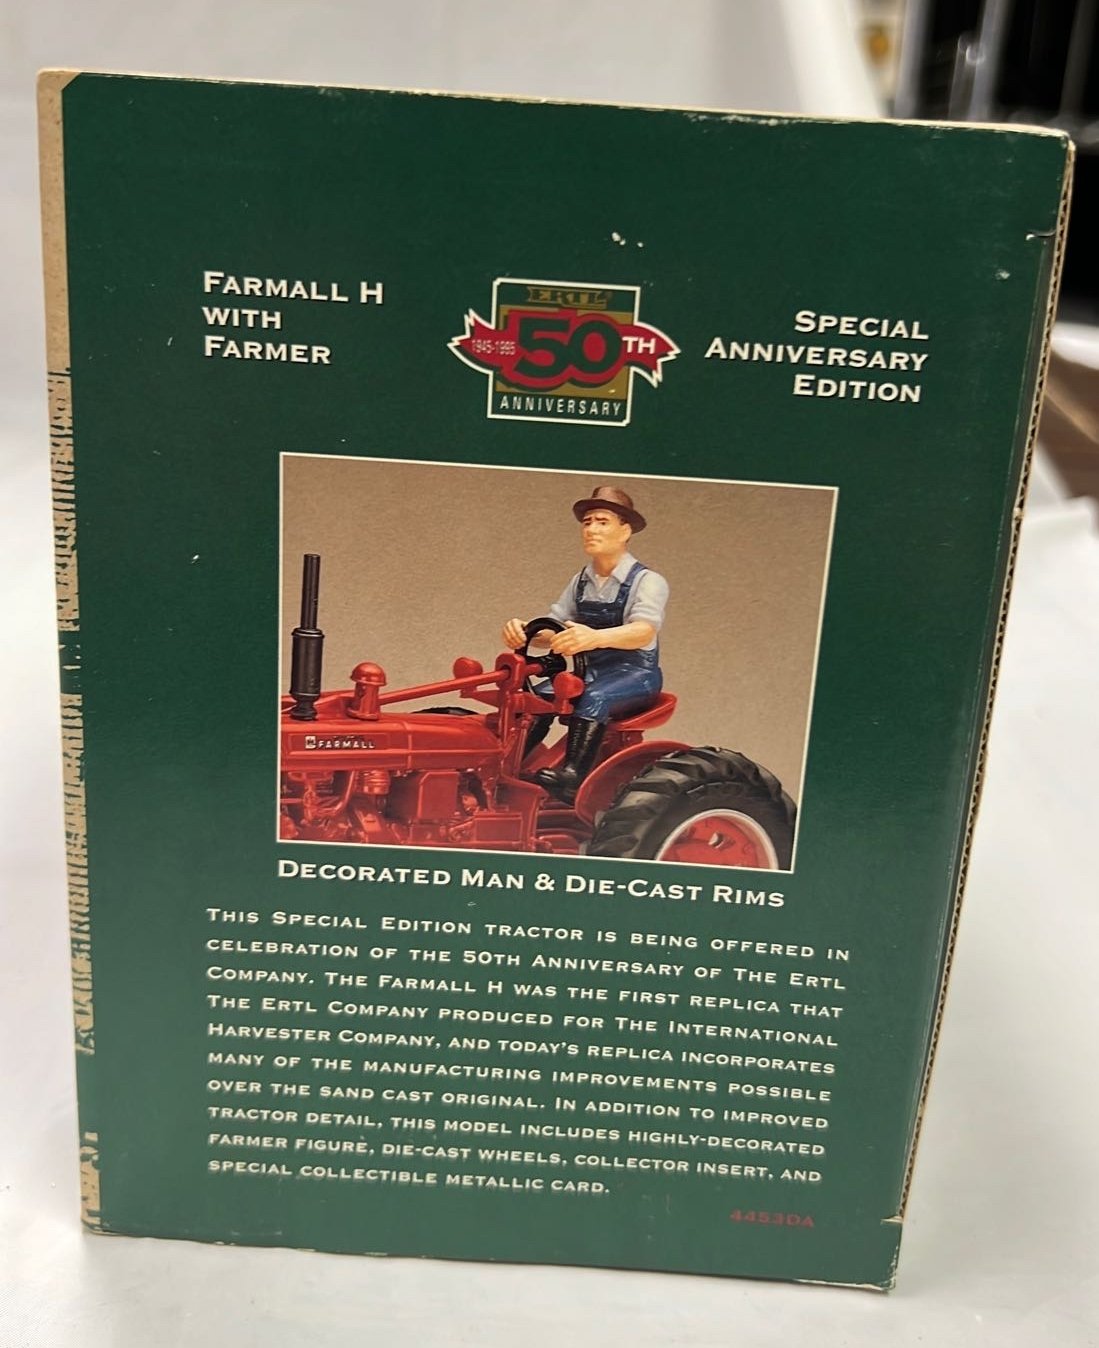 FARMALL H
WITH
FARMER
ERTL
1945-1995
50TH
ANNIVERSARY
SPECIAL
ANNIVERSARY
EDITION
FARMALL
DECORATED MAN & DIE-CAST RIMS
THIS SPECIAL EDITION TRACTOR IS BEING OFFERED IN
CELEBRATION OF THE 50TH ANNIVERSARY OF THE ERTL
COMPANY. THE FARMALL H WAS THE FIRST REPLICA THAT
THE ERTL COMPANY PRODUCED FOR THE INTERNATIONAL
HARVESTER COMPANY, AND TODAY'S REPLICA INCORPORATES
MANY OF THE MANUFACTURING IMPROVEMENTS POSSIBLE
OVER THE SAND CAST ORIGINAL. IN ADDITION TO IMPROVED
TRACTOR DETAIL, THIS MODEL INCLUDES HIGHLY-DECORATED
FARMER FIGURE, DIE-CAST WHEELS, COLLECTOR INSERT, AND
SPECIAL COLLECTIBLE METALLIC CARD.
4453DA